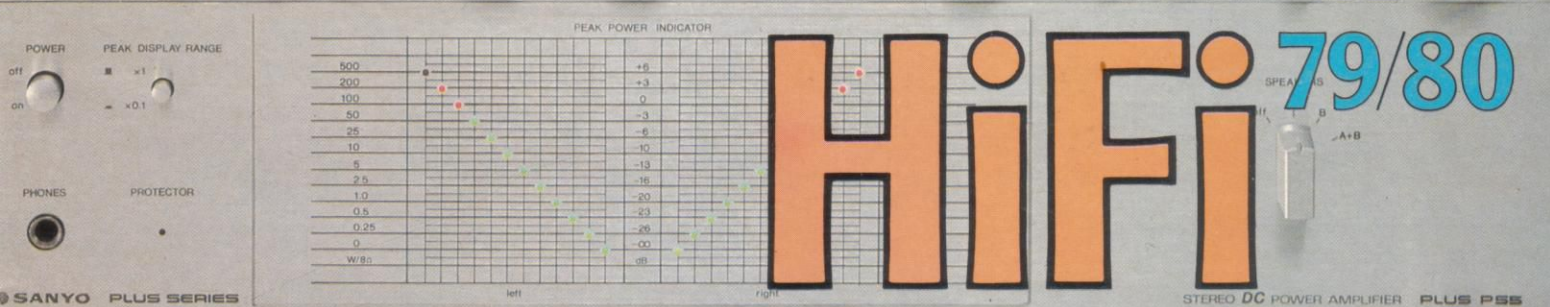 PEAK POWER INDICATOR
HiFi 79/80
POWER
off
on
PEAK DISPLAY RANGE
×1
×0.1
500
200
100
50
25
10
5
2.5
1.0
0.5
0.25
0
W/8Ω
+6
+3
0
-3
-6
-10
-13
-16
-20
-23
-26
-∞
dB
B
A+B
PHONES
PROTECTOR
left
right
SANYO PLUS SERIES
STEREO DC POWER AMPLIFIER PLUS P55